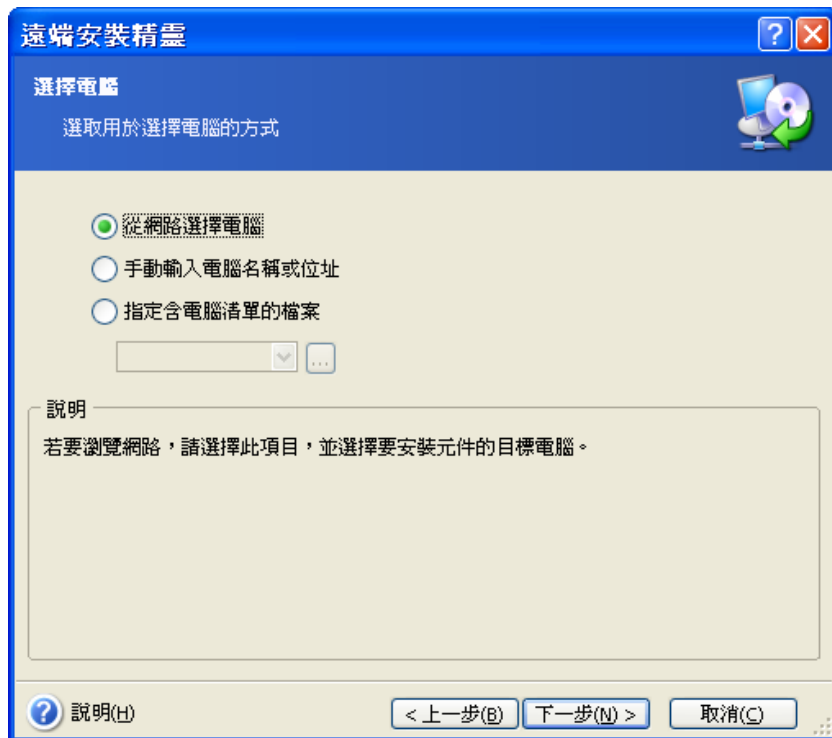 遠端安裝精靈
選擇電腦
選取用於選擇電腦的方式
從網路選擇電腦
手動輸入電腦名稱或位址
指定含電腦清單的檔案
...
說明
若要瀏覽網路，請選擇此項目，並選擇要安裝元件的目標電腦。
說明(H)
< 上一步(B)
下一步(N) >
取消(C)